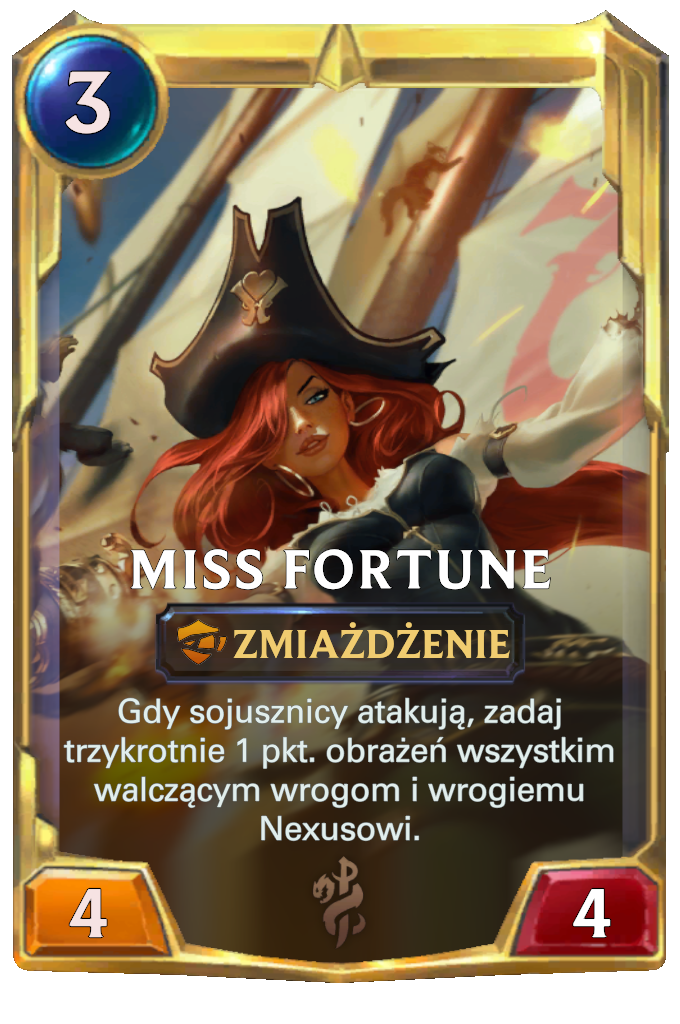 3
MISS FORTUNE
ZMIAŻDŻENIE
Gdy sojusznicy atakują, zadaj
trzykrotnie 1 pkt. obrażeń wszystkim
walczącym wrogom i wrogiemu
Nexusowi.
4
4